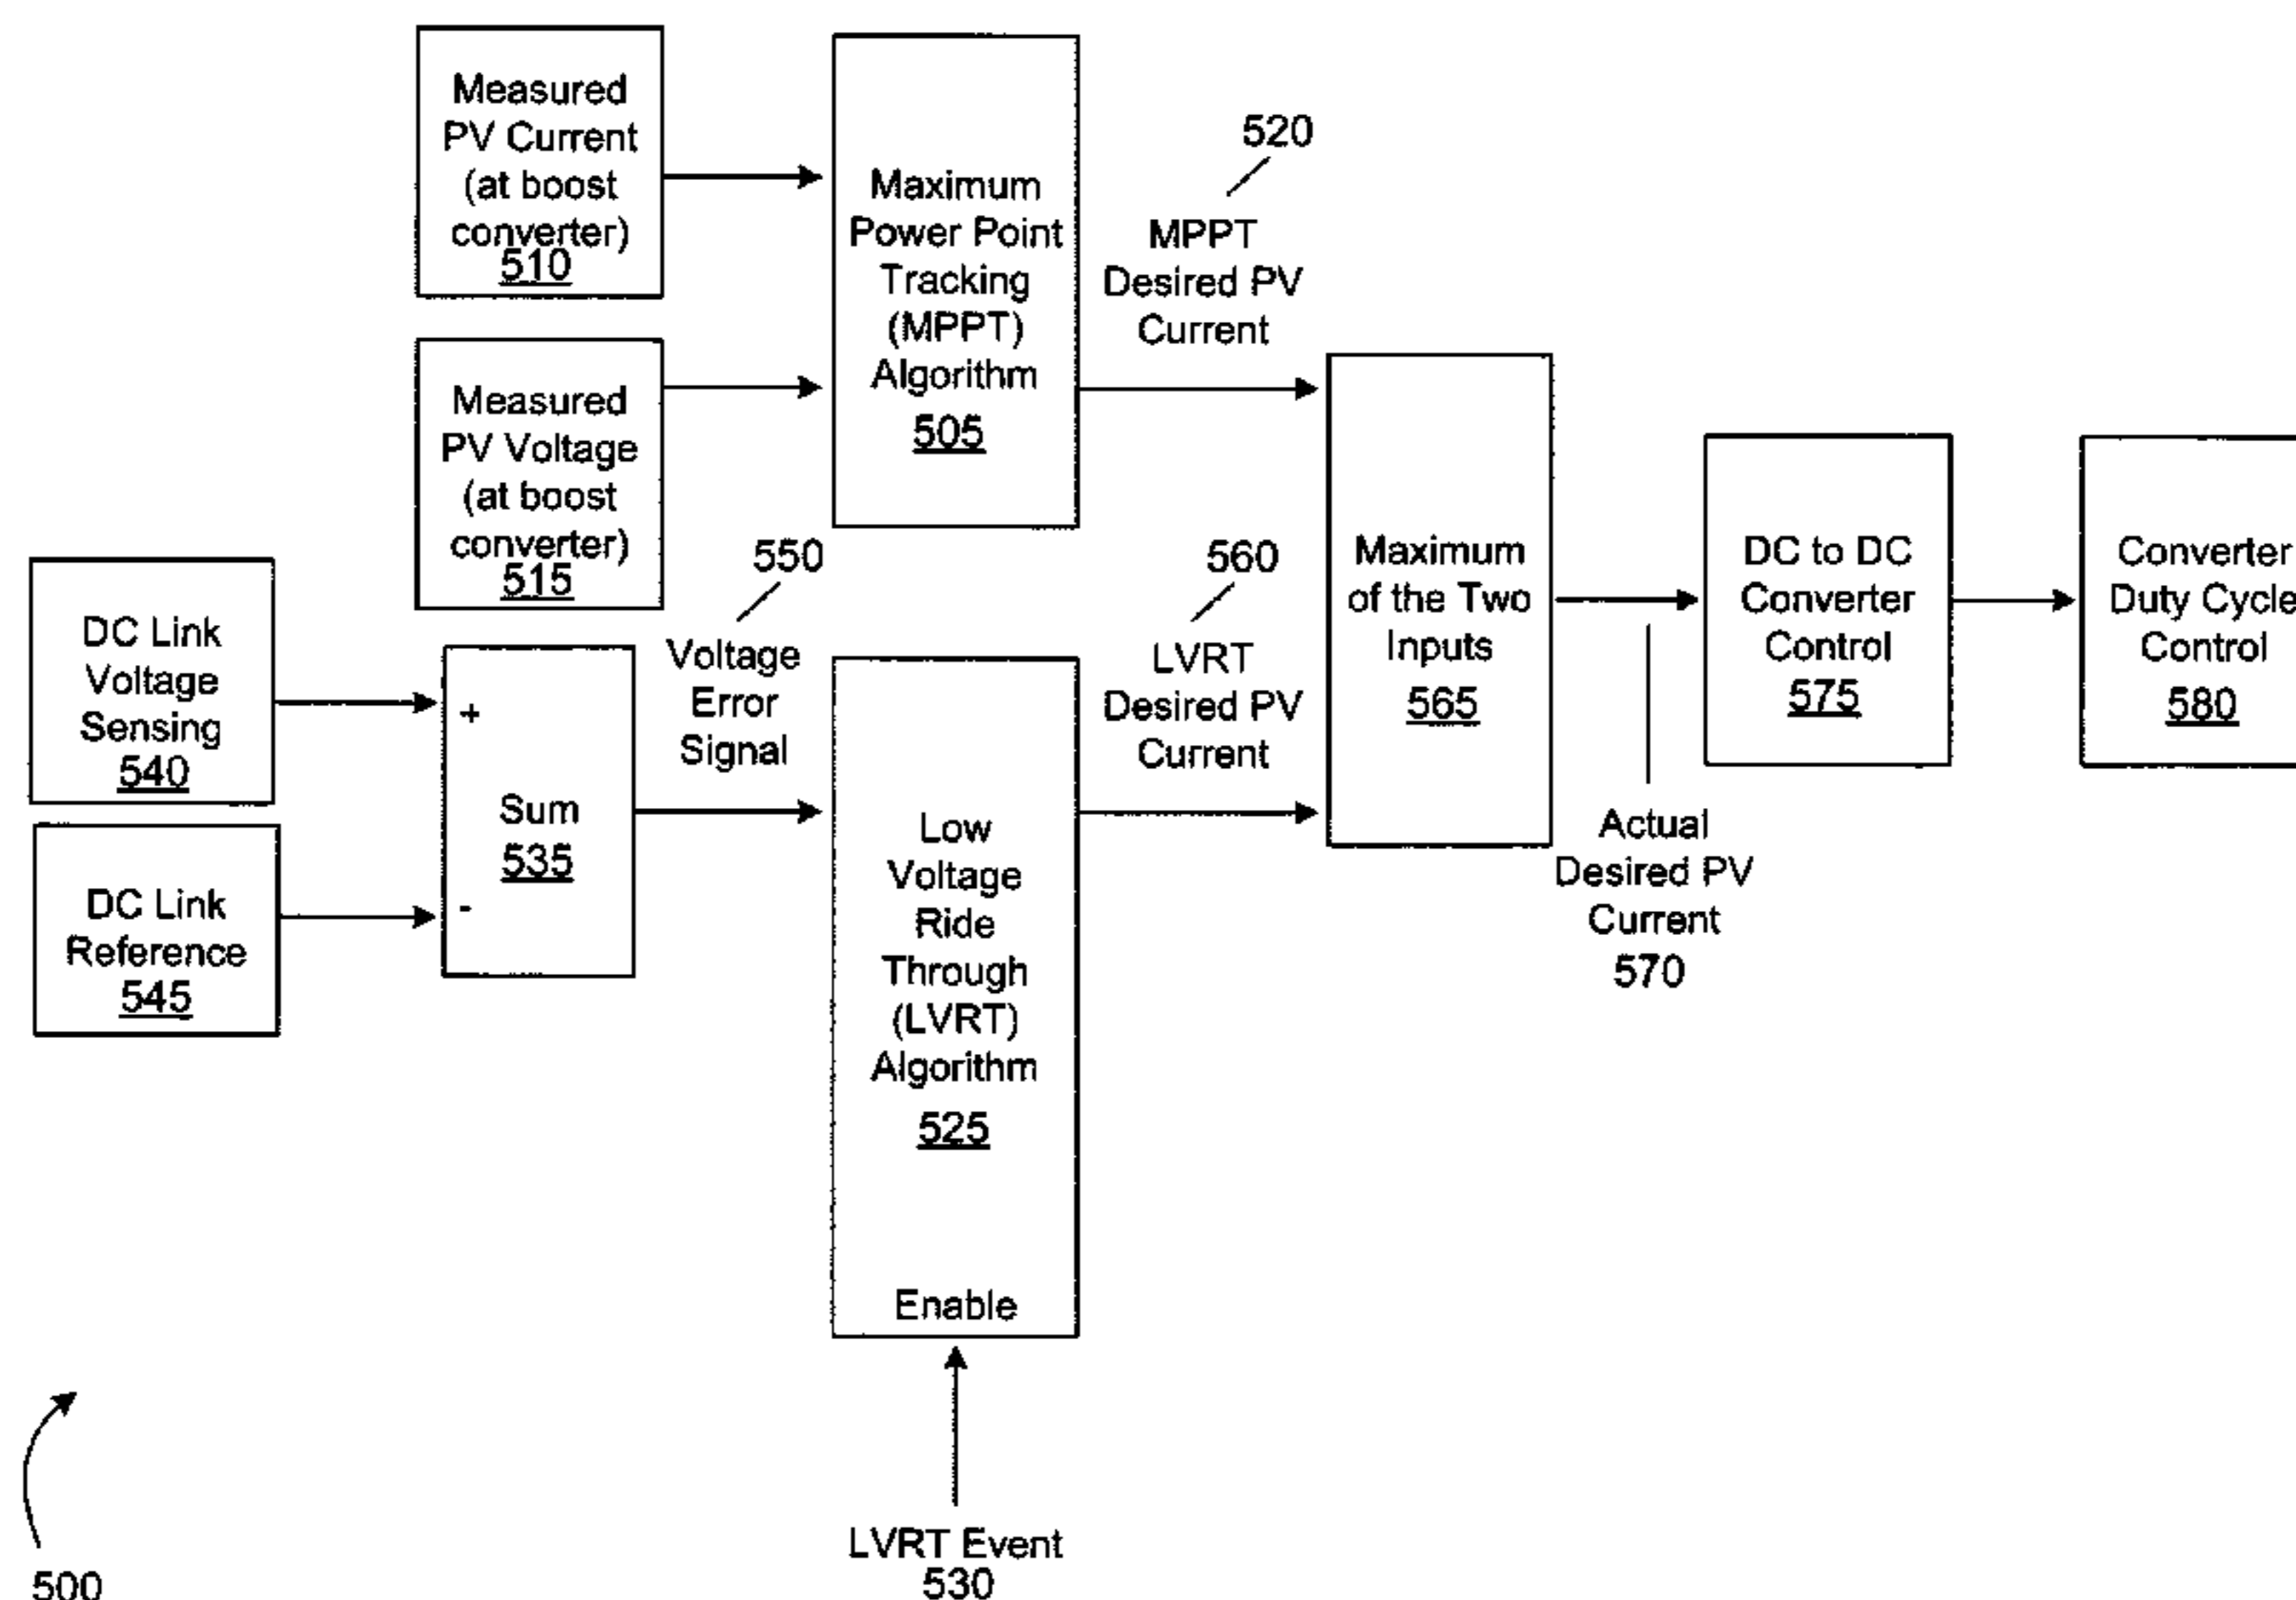 Measured
PV Current
(at boost
converter)
510
Maximum
Power Point
Tracking
(MPPT)
Algorithm
505
520
MPPT
Desired PV
Current
Measured
PV Voltage
(at boost
converter)
515
DC Link
Voltage
Sensing
540
DC Link
Reference
545
+
Sum
535
-
550
Voltage
Error
Signal
Low
Voltage
Ride
Through
(LVRT)
Algorithm
525
Enable
LVRT Event
530
560
LVRT
Desired PV
Current
Maximum
of the Two
Inputs
565
Actual
Desired PV
Current
570
DC to DC
Converter
Control
575
Converter
Duty Cycle
Control
580
500